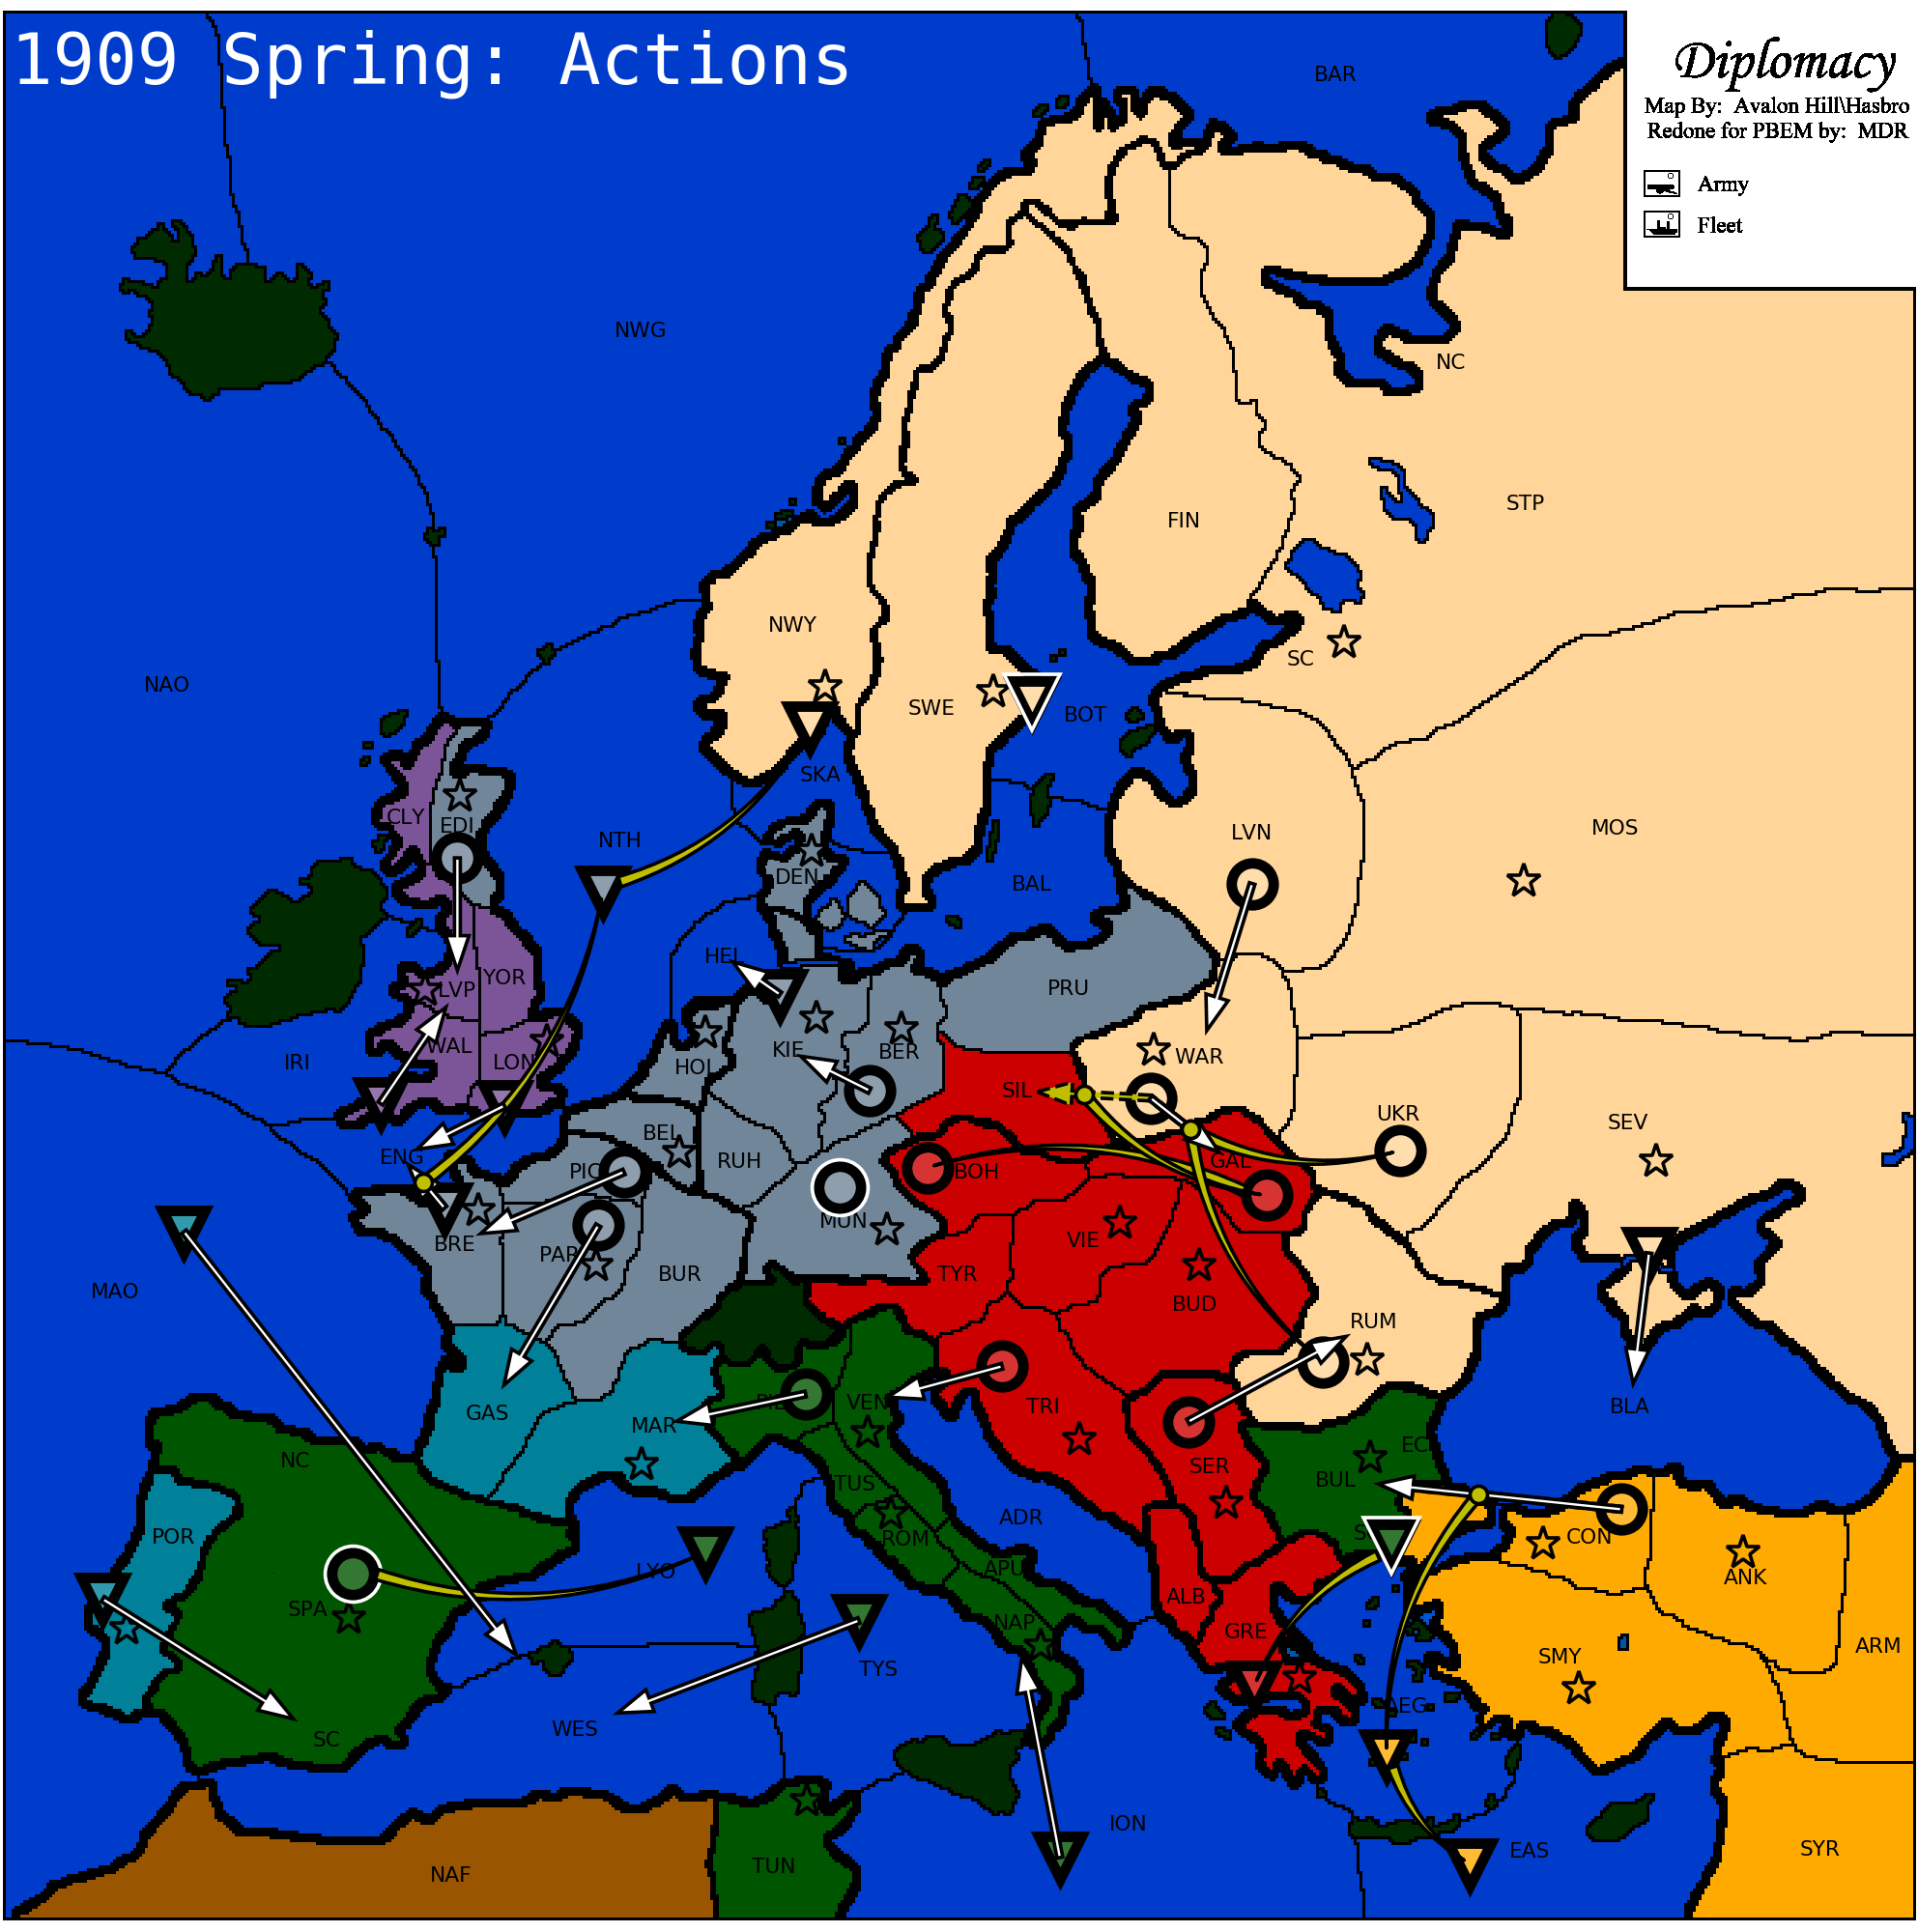 1909 Spring: Actions
Diplomacy
Map By: Avalon Hill\Hasbro
Redone for PBEM by: MDR
Army
Fleet
BAR
NWG
NC
STP
FIN
NWY
SC
NAO
SWE
BOT
SKA
CLY
EDI
NTH
LVN
MOS
DEN
BAL
HEL
YOR
LVP
PRU
WAL
LON
IRI
HOL
KIE
BER
WAR
SIL
UKR
SEV
BEL
ENG
PIC
RUH
BOH
GAL
MUN
BRE
PAR
BUR
VIE
TYR
MAO
BUD
RUM
GAS
MAR
PIE
VEN
TRI
BLA
NC
SER
BUL
EC
TUS
ADR
POR
ROM
CON
APU
ANK
LYO
SPA
ALB
NAP
GRE
ARM
SMY
TYS
AEG
WES
SC
ION
EAS
SYR
NAF
TUN